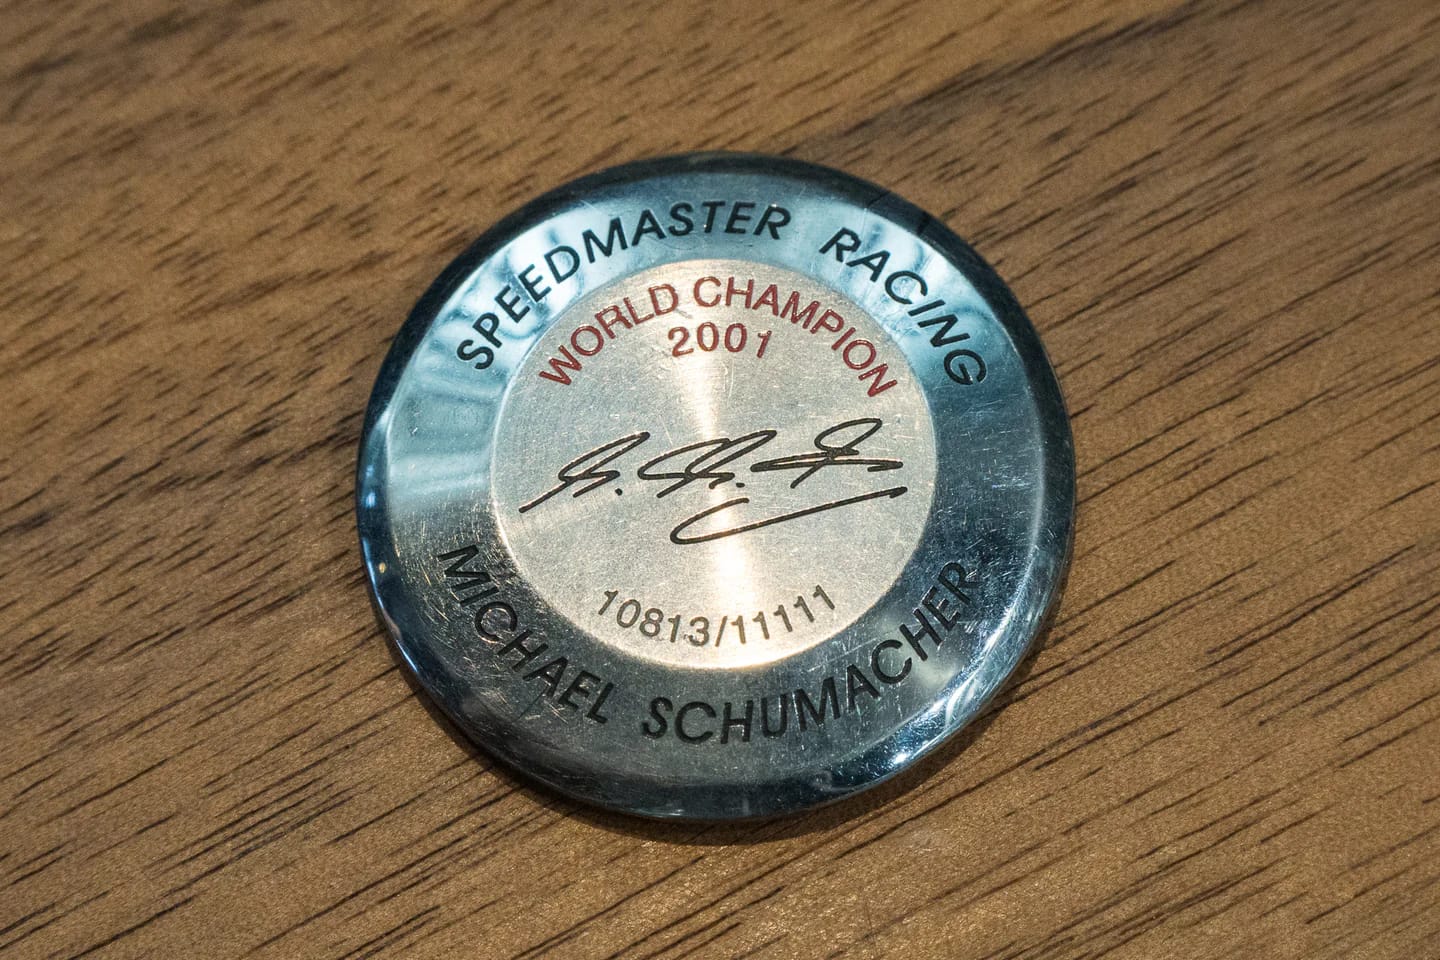 SPEEDMASTER RACING
WORLD CHAMPION
2001
10813/11111
MICHAEL SCHUMACHER